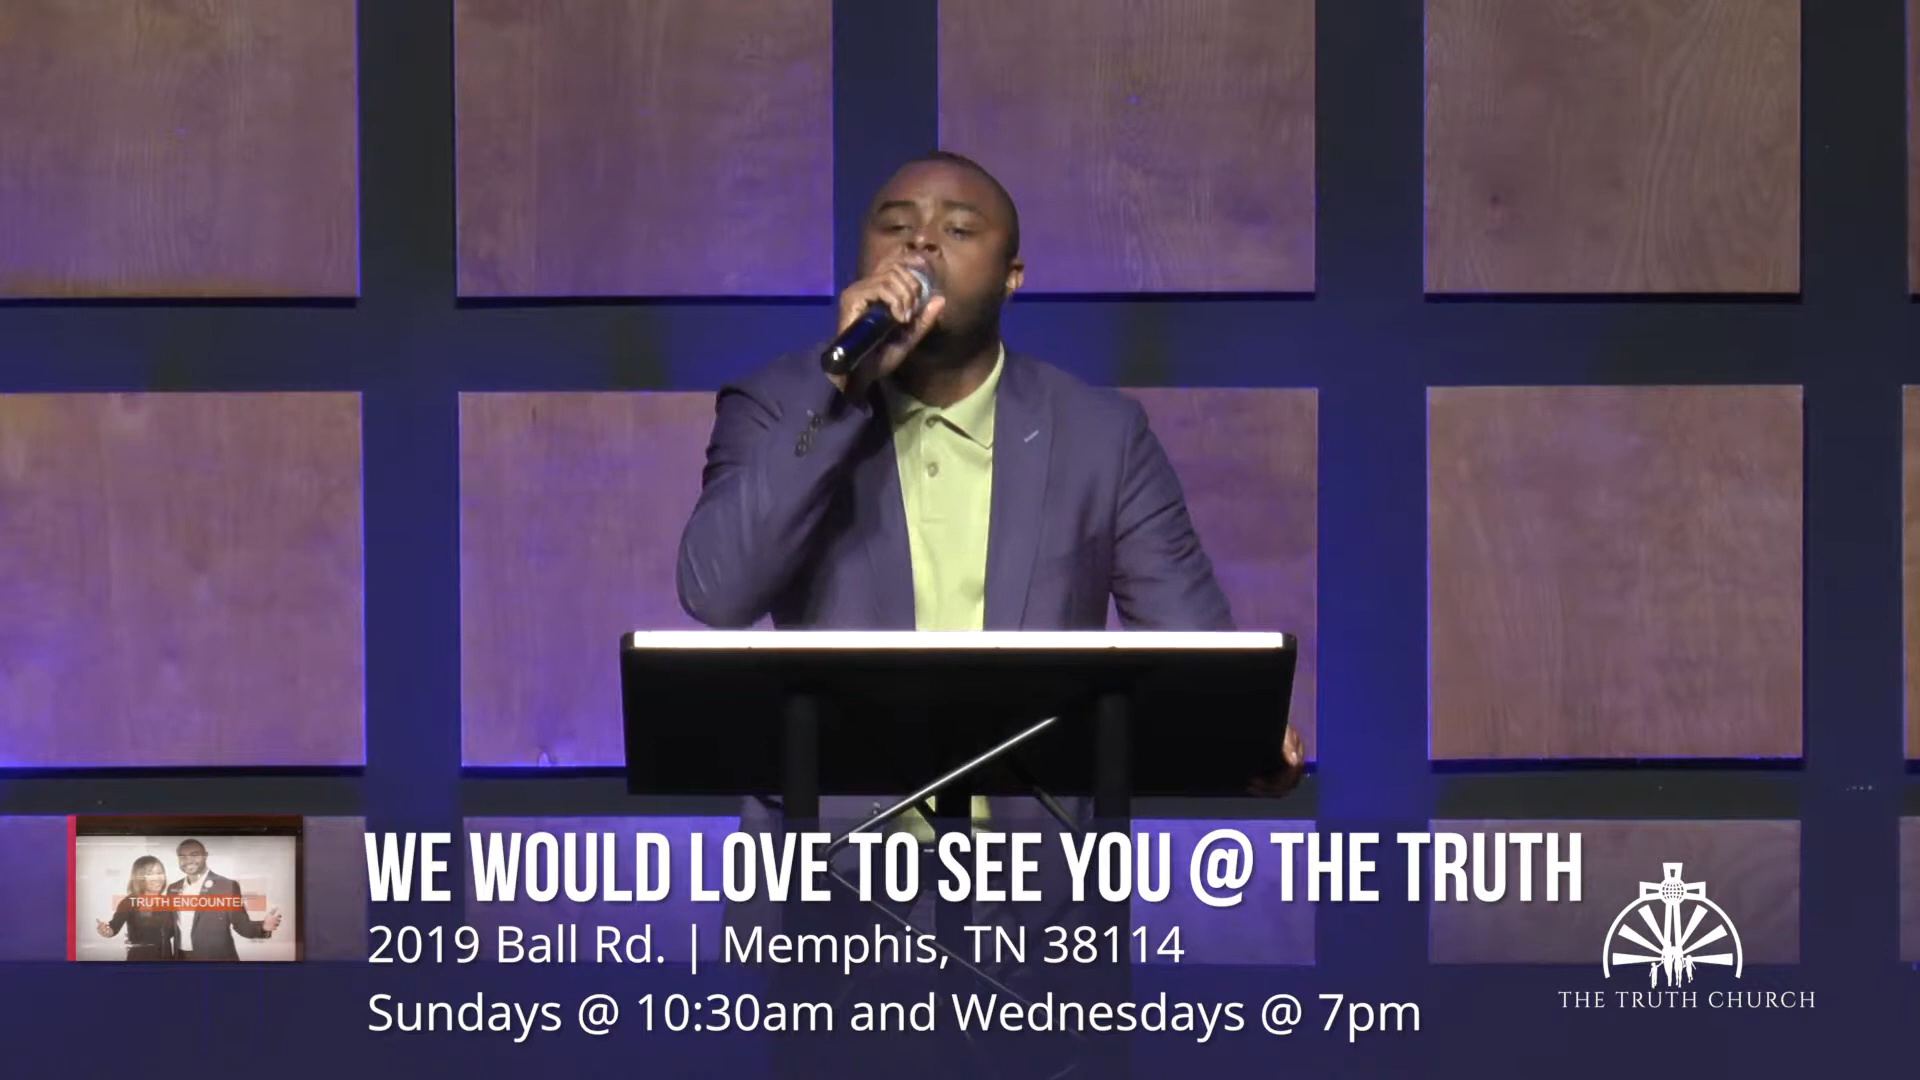 WE WOULD LOVE TO SEE YOU @ THE TRUTH
2019 Ball Rd. | Memphis, TN 38114
Sundays @ 10:30am and Wednesdays @ 7pm
TRUTH ENCOUNTER
THE TRUTH CHURCH